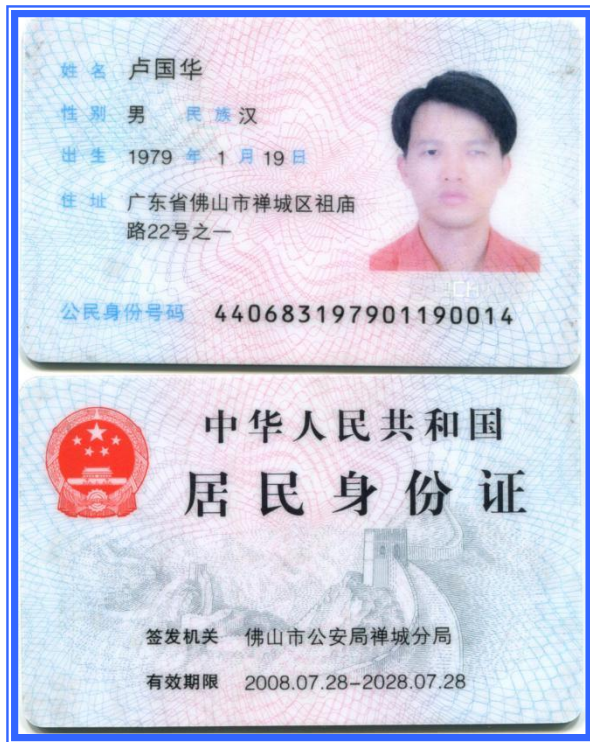 姓名 卢国华
性别 男 民族 汉
出生 1979 年 1 月 19 日
住址 广东省佛山市禅城区祖庙
路22号之一
公民身份号码 440683197901190014
中华人民共和国
居民身份证
签发机关 佛山市公安局禅城分局
有效期限 2008.07.28-2028.07.28